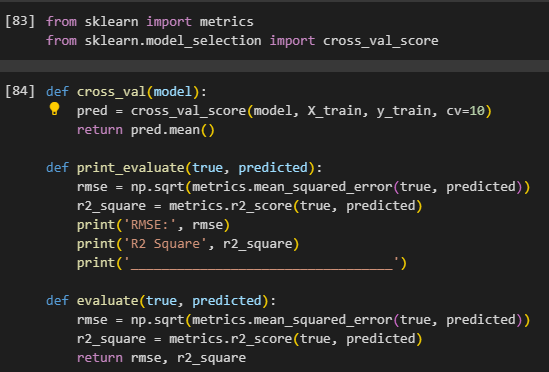 [83] from sklearn import metrics
from sklearn.model_selection import cross_val_score
[84] def cross_val(model):
    pred = cross_val_score(model, X_train, y_train, cv=10)
    return pred.mean()

def print_evaluate(true, predicted):
    rmse = np.sqrt(metrics.mean_squared_error(true, predicted))
    r2_square = metrics.r2_score(true, predicted)
    print('RMSE:', rmse)
    print('R2 Square', r2_square)
    print('__________________________________')

def evaluate(true, predicted):
    rmse = np.sqrt(metrics.mean_squared_error(true, predicted))
    r2_square = metrics.r2_score(true, predicted)
    return rmse, r2_square